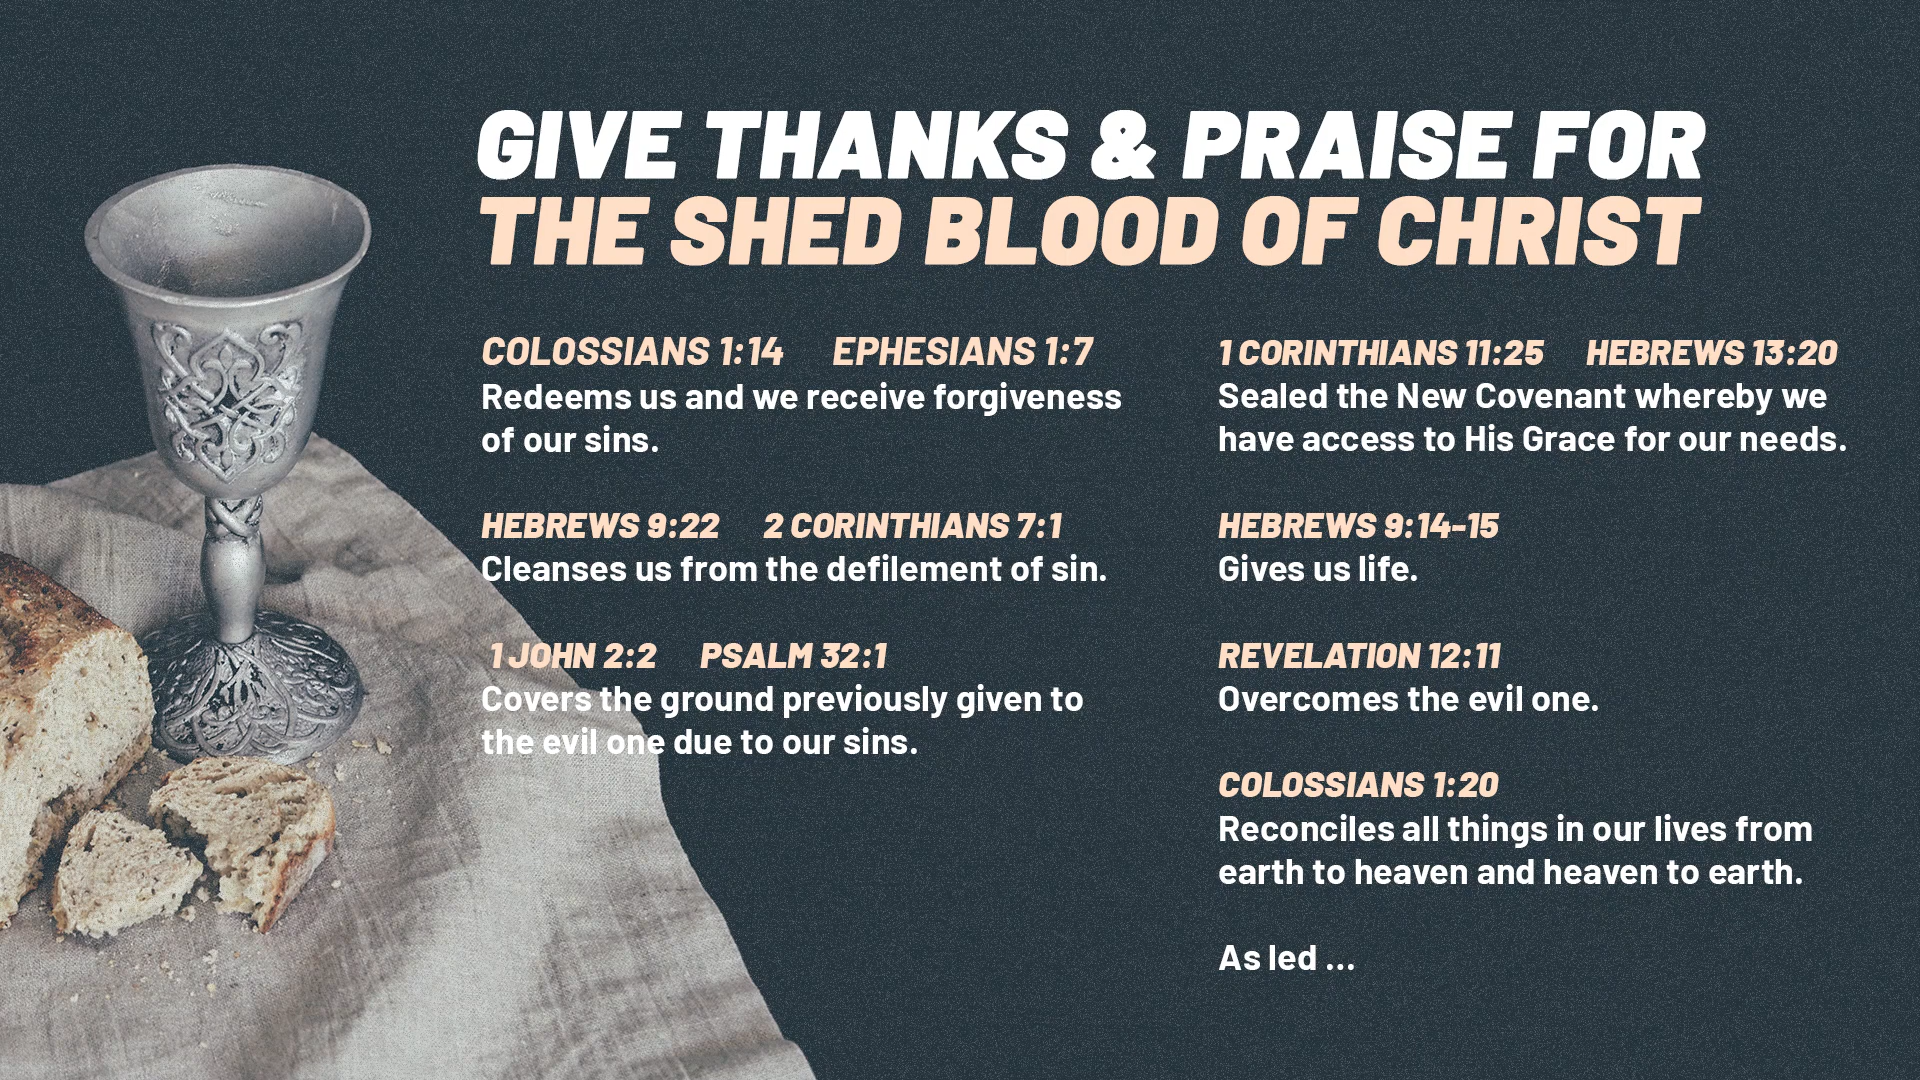 GIVE THANKS & PRAISE FOR
THE SHED BLOOD OF CHRIST
COLOSSIANS 1:14 EPHESIANS 1:7
Redeems us and we receive forgiveness
of our sins.
HEBREWS 9:22 2 CORINTHIANS 7:1
Cleanses us from the defilement of sin.
1 JOHN 2:2 PSALM 32:1
Covers the ground previously given to
the evil one due to our sins.
1 CORINTHIANS 11:25 HEBREWS 13:20
Sealed the New Covenant whereby we
have access to His Grace for our needs.
HEBREWS 9:14-15
Gives us life.
REVELATION 12:11
Overcomes the evil one.
COLOSSIANS 1:20
Reconciles all things in our lives from
earth to heaven and heaven to earth.
As led ...